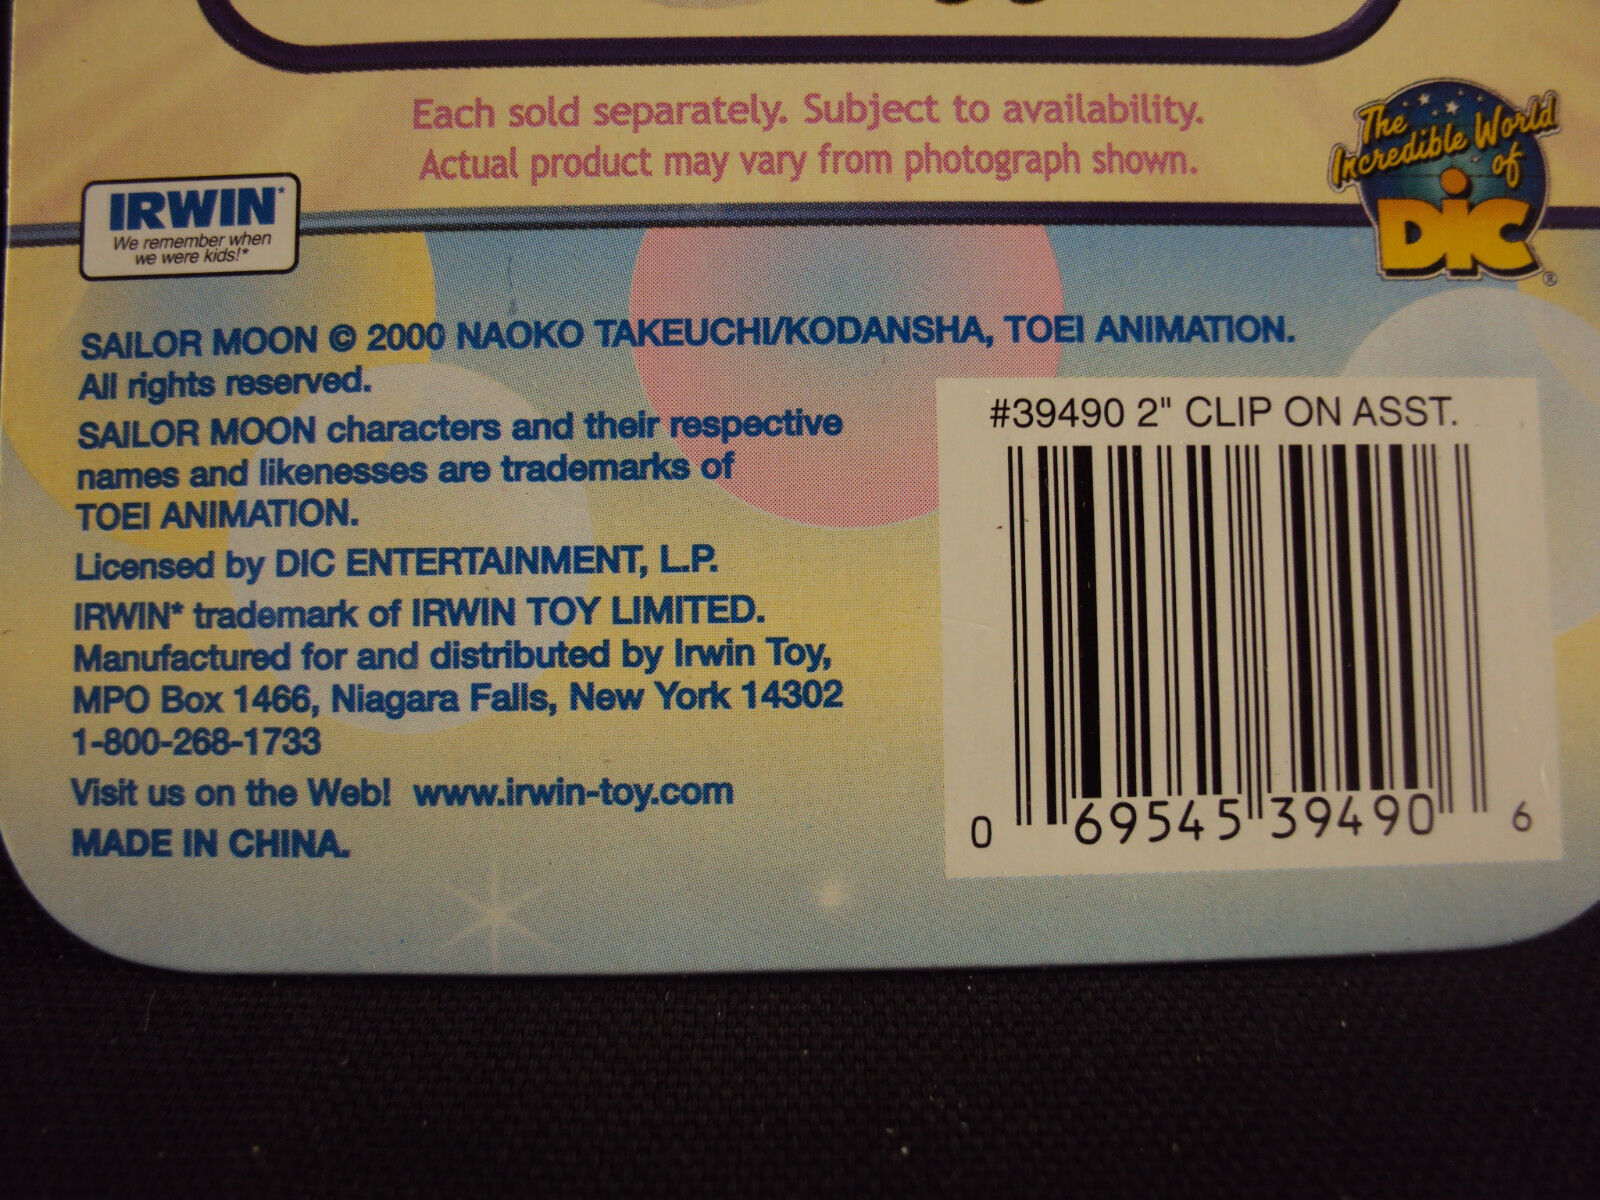 Each sold separately. Subject to availability.
Actual product may vary from photograph shown.
The
Incredible World
of
DiC
®
IRWIN*
We remember when
we were kids!*
SAILOR MOON © 2000 NAOKO TAKEUCHI/KODANSHA, TOEI ANIMATION.
All rights reserved.
SAILOR MOON characters and their respective
names and likenesses are trademarks of
TOEI ANIMATION.
Licensed by DIC ENTERTAINMENT, L.P.
IRWIN* trademark of IRWIN TOY LIMITED.
Manufactured for and distributed by Irwin Toy,
MPO Box 1466, Niagara Falls, New York 14302
1-800-268-1733
Visit us on the Web! www.irwin-toy.com
MADE IN CHINA.
#39490 2" CLIP ON ASST.
0 69545 39490 6